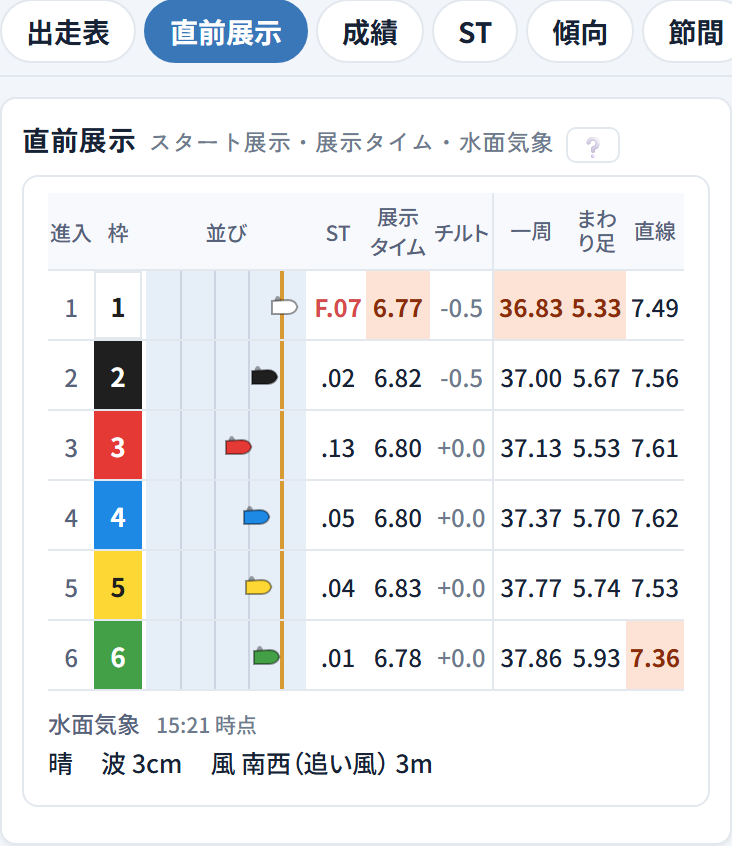 出走表 直前展示 成績 ST 傾向 節間
直前展示 スタート展示・展示タイム・水面気象 ?
進入 枠 並び ST 展示タイム チルト 一周 まわり足 直線
1 1 F.07 6.77 -0.5 36.83 5.33 7.49
2 2 .02 6.82 -0.5 37.00 5.67 7.56
3 3 .13 6.80 +0.0 37.13 5.53 7.61
4 4 .05 6.80 +0.0 37.37 5.70 7.62
5 5 .04 6.83 +0.0 37.77 5.74 7.53
6 6 .01 6.78 +0.0 37.86 5.93 7.36
水面気象 15:21 時点
晴 波 3cm 風 南西（追い風） 3m